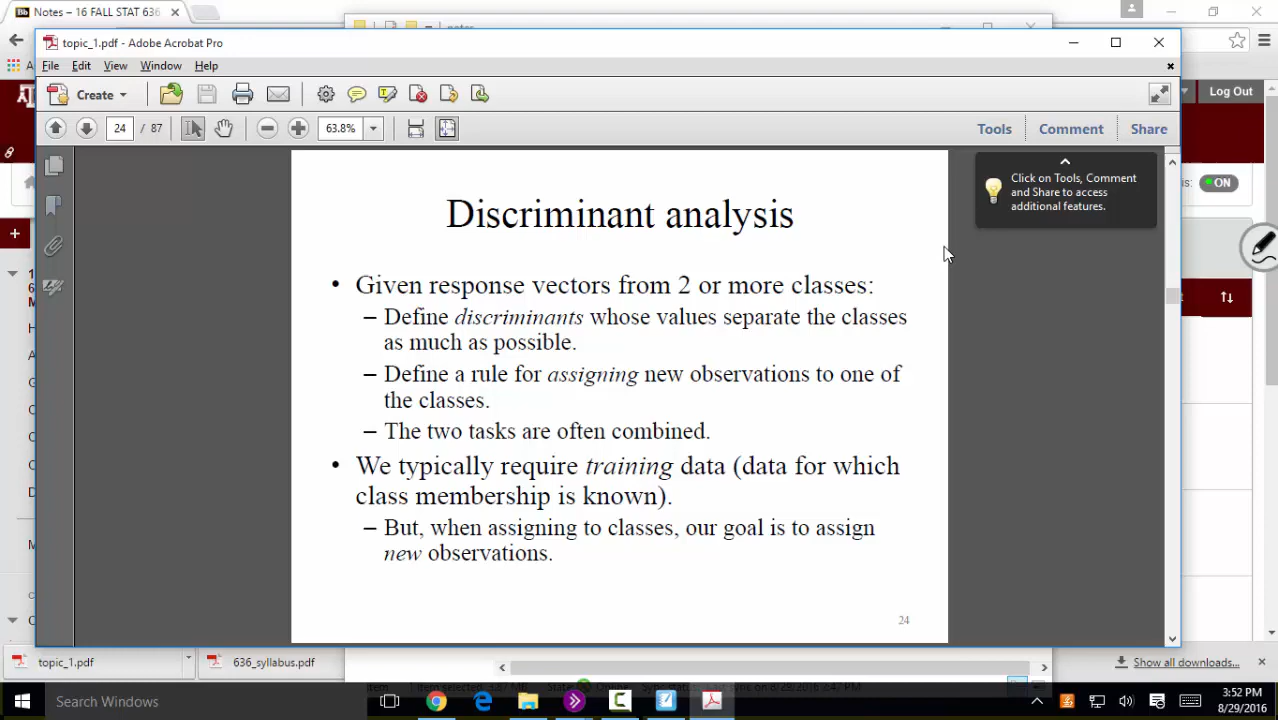 Notes – 16 FALL STAT 636
topic_1.pdf - Adobe Acrobat Pro
File Edit View Window Help
Create
24 / 87 63.8% Tools Comment Share
Click on Tools, Comment
and Share to access
additional features.
Log Out
is: ON
Discriminant analysis
• Given response vectors from 2 or more classes:
– Define discriminants whose values separate the classes
as much as possible.
– Define a rule for assigning new observations to one of
the classes.
– The two tasks are often combined.
• We typically require training data (data for which
class membership is known).
– But, when assigning to classes, our goal is to assign
new observations.
24
topic_1.pdf 636_syllabus.pdf Show all downloads...
Search Windows
3:52 PM
8/29/2016